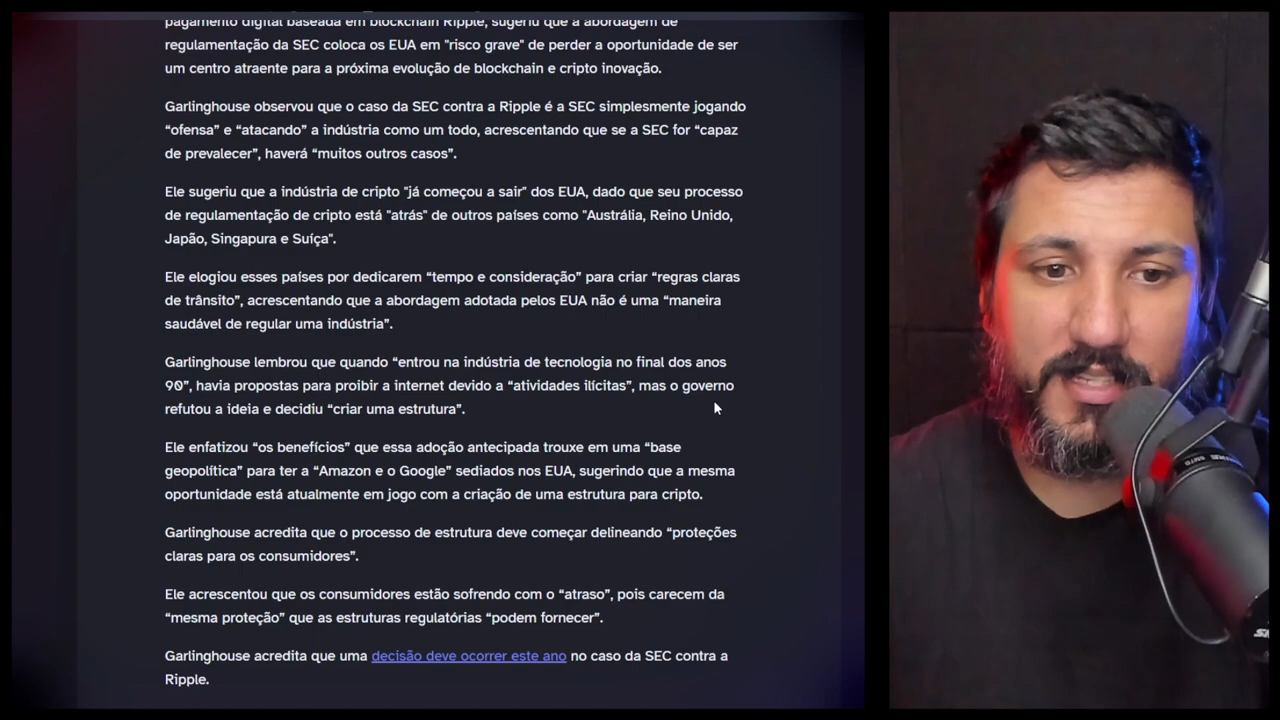 pagamento digital baseada em blockchain Ripple, sugeriu que a abordagem de
regulamentação da SEC coloca os EUA em "risco grave" de perder a oportunidade de ser
um centro atraente para a próxima evolução de blockchain e cripto inovação.
Garlinghouse observou que o caso da SEC contra a Ripple é a SEC simplesmente jogando
“ofensa” e “atacando” a indústria como um todo, acrescentando que se a SEC for “capaz
de prevalecer”, haverá “muitos outros casos”.
Ele sugeriu que a indústria de cripto "já começou a sair" dos EUA, dado que seu processo
de regulamentação de cripto está "atrás" de outros países como "Austrália, Reino Unido,
Japão, Singapura e Suíça".
Ele elogiou esses países por dedicarem “tempo e consideração” para criar “regras claras
de trânsito”, acrescentando que a abordagem adotada pelos EUA não é uma “maneira
saudável de regular uma indústria”.
Garlinghouse lembrou que quando “entrou na indústria de tecnologia no final dos anos
90”, havia propostas para proibir a internet devido a “atividades ilícitas”, mas o governo
refutou a ideia e decidiu “criar uma estrutura”.
Ele enfatizou “os benefícios” que essa adoção antecipada trouxe em uma “base
geopolítica” para ter a “Amazon e o Google” sediados nos EUA, sugerindo que a mesma
oportunidade está atualmente em jogo com a criação de uma estrutura para cripto.
Garlinghouse acredita que o processo de estrutura deve começar delineando “proteções
claras para os consumidores”.
Ele acrescentou que os consumidores estão sofrendo com o “atraso”, pois carecem da
“mesma proteção” que as estruturas regulatórias “podem fornecer”.
Garlinghouse acredita que uma decisão deve ocorrer este ano no caso da SEC contra a
Ripple.